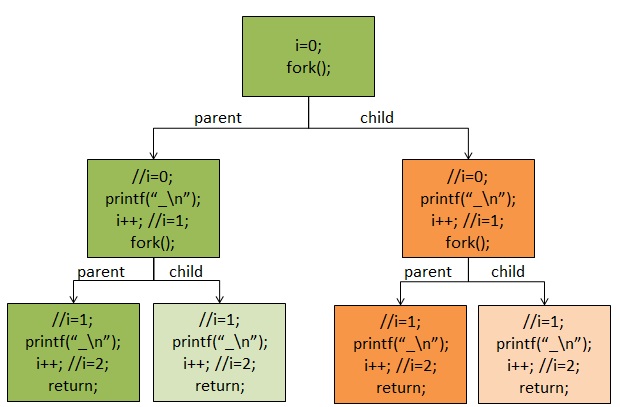 i=0;
fork();
parent
child
//i=0;
printf(“_\n”);
i++; //i=1;
fork();
//i=0;
printf(“_\n”);
i++; //i=1;
fork();
parent
child
parent
child
//i=1;
printf(“_\n”);
i++; //i=2;
return;
//i=1;
printf(“_\n”);
i++; //i=2;
return;
//i=1;
printf(“_\n”);
i++; //i=2;
return;
//i=1;
printf(“_\n”);
i++; //i=2;
return;